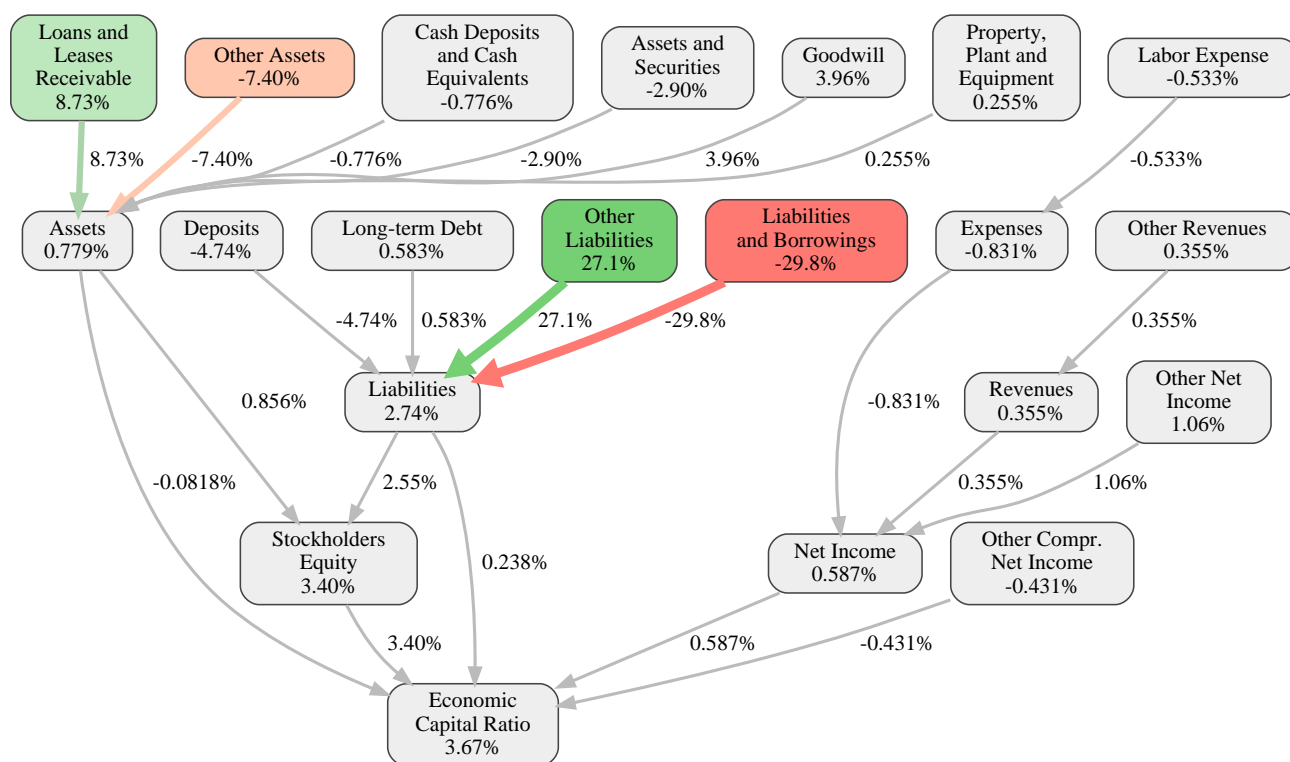 Loans and
Leases
Receivable
8.73%
Other Assets
-7.40%
Cash Deposits
and Cash
Equivalents
-0.776%
Assets and
Securities
-2.90%
Goodwill
3.96%
Property,
Plant and
Equipment
0.255%
Labor Expense
-0.533%
8.73%
-7.40%
-0.776%
-2.90%
3.96%
0.255%
-0.533%
Assets
0.779%
Deposits
-4.74%
Long-term Debt
0.583%
Other
Liabilities
27.1%
Liabilities
and Borrowings
-29.8%
Expenses
-0.831%
Other Revenues
0.355%
-4.74%
0.583%
27.1%
-29.8%
0.355%
Liabilities
2.74%
Revenues
0.355%
Other Net
Income
1.06%
0.856%
-0.831%
-0.0818%
2.55%
0.355%
1.06%
Stockholders
Equity
3.40%
0.238%
Net Income
0.587%
Other Compr.
Net Income
-0.431%
3.40%
0.587%
-0.431%
Economic
Capital Ratio
3.67%